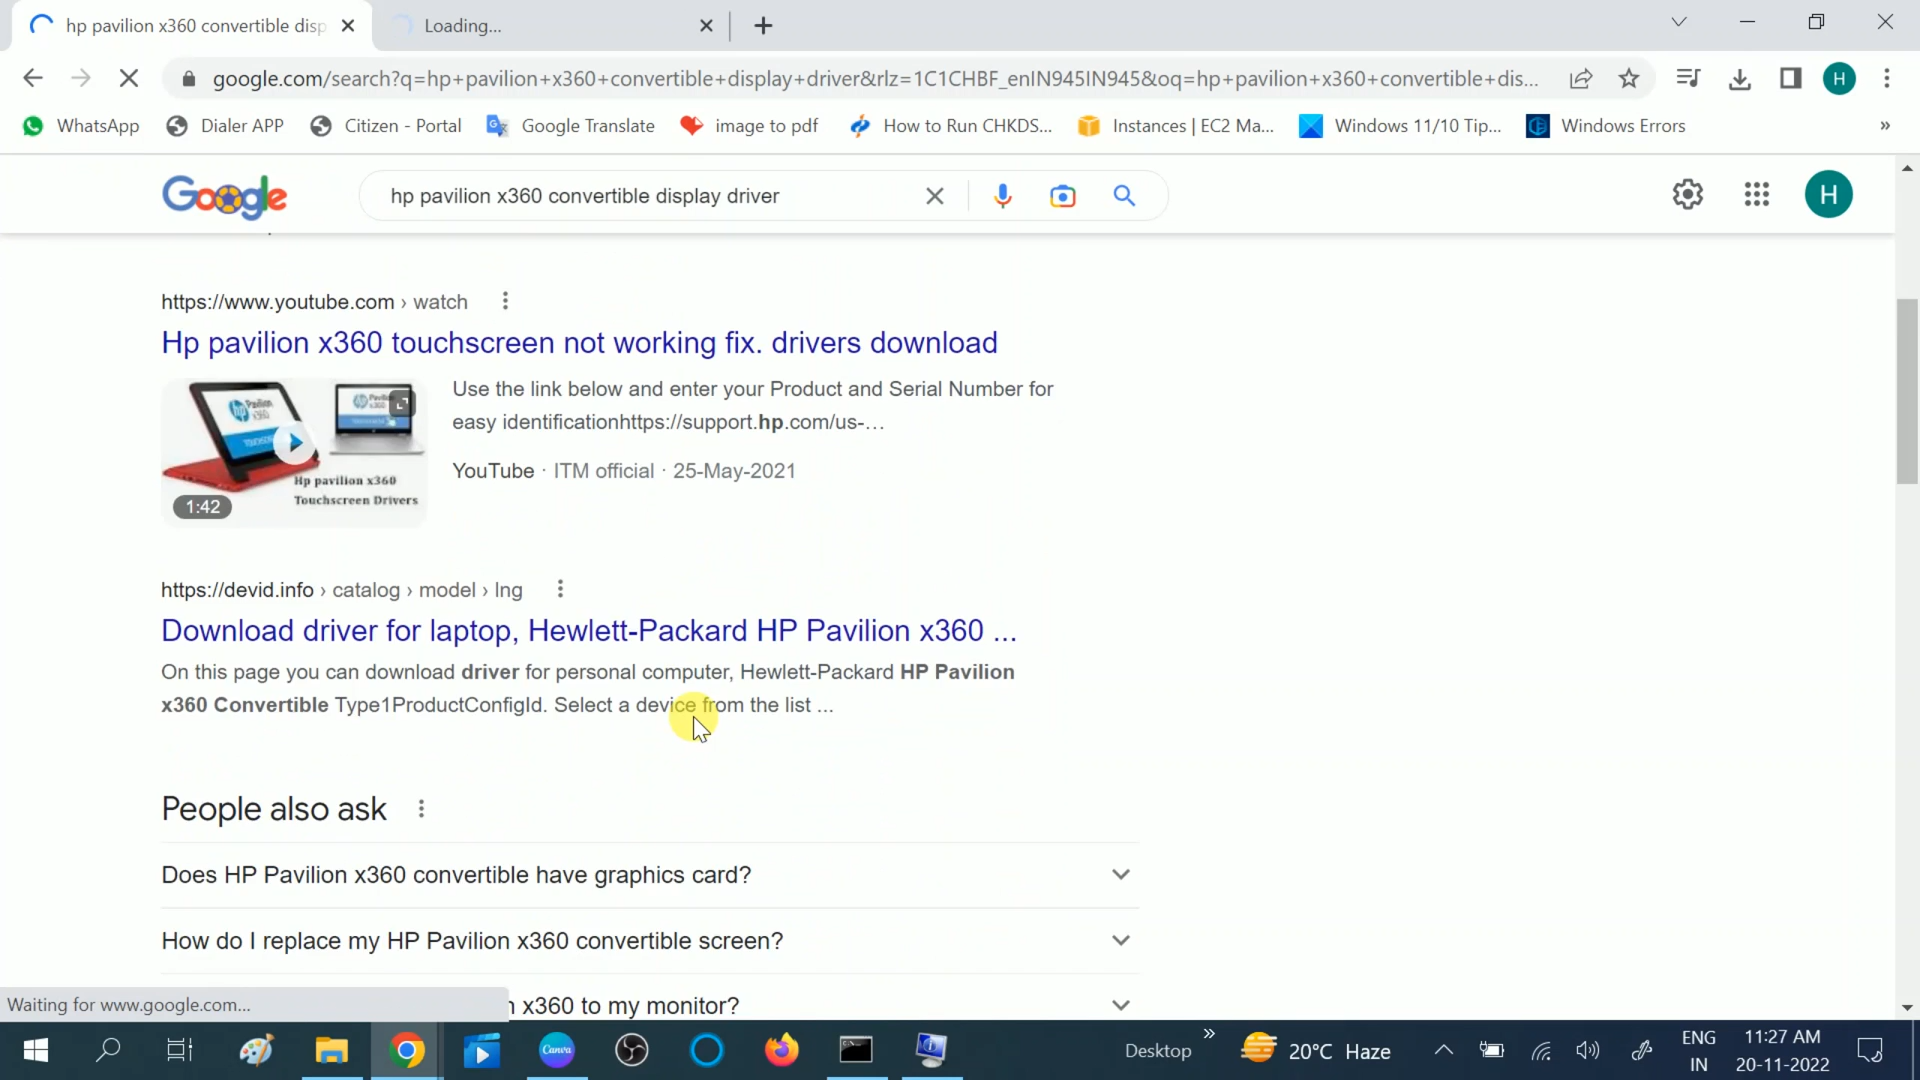 hp pavilion x360 convertible disp
Loading...
google.com/search?q=hp+pavilion+x360+convertible+display+driver&rlz=1C1CHBF_enIN945IN945&oq=hp+pavilion+x360+convertible+dis...
H
WhatsApp
Dialer APP
Citizen - Portal
Google Translate
image to pdf
How to Run CHKDS...
Instances | EC2 Ma...
Windows 11/10 Tip...
Windows Errors
»
Google
hp pavilion x360 convertible display driver
H
https://www.youtube.com › watch
Hp pavilion x360 touchscreen not working fix. drivers download
Use the link below and enter your Product and Serial Number for
easy identificationhttps://support.hp.com/us-...
Hp pavilion x360
Touchscreen Drivers
1:42
YouTube · ITM official · 25-May-2021
https://devid.info › catalog › model › lng
Download driver for laptop, Hewlett-Packard HP Pavilion x360 ...
On this page you can download driver for personal computer, Hewlett-Packard HP Pavilion
x360 Convertible Type1ProductConfigId. Select a device from the list ...
People also ask
Does HP Pavilion x360 convertible have graphics card?
How do I replace my HP Pavilion x360 convertible screen?
x360 to my monitor?
Waiting for www.google.com...
Canva
Desktop
»
20°C Haze
ENG
IN
11:27 AM
20-11-2022